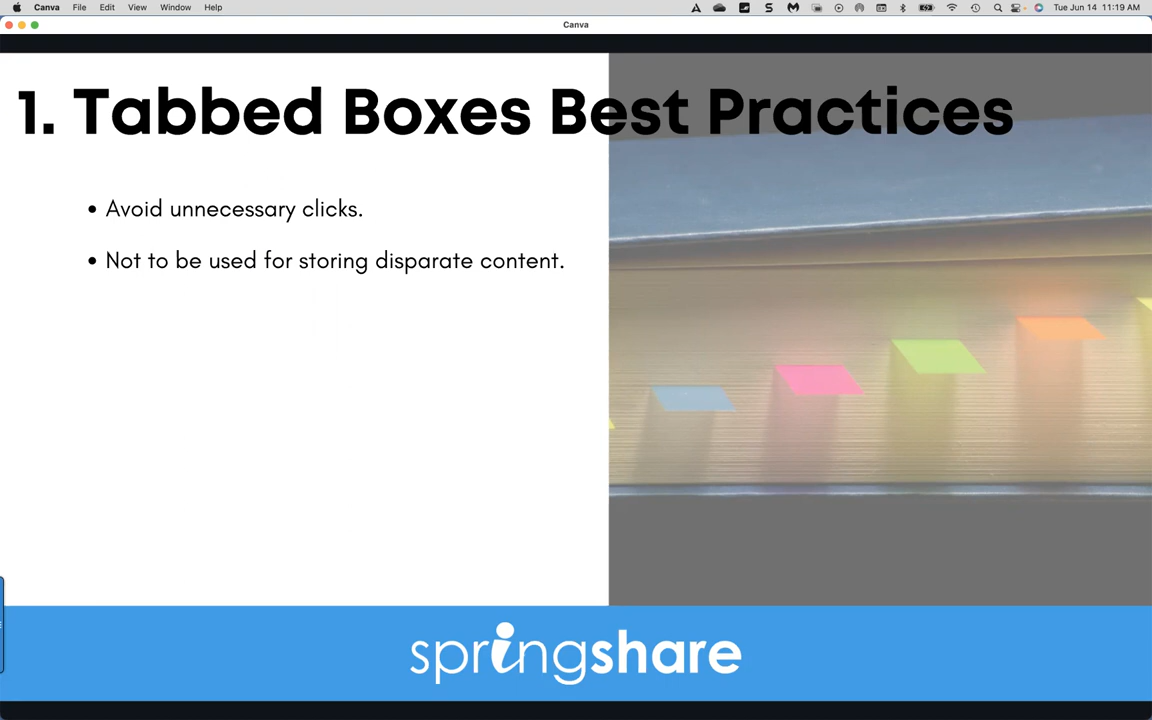 Canva File Edit View Window Help Tue Jun 14 11:19 AM
Canva
1. Tabbed Boxes Best Practices
• Avoid unnecessary clicks.
• Not to be used for storing disparate content.
springshare